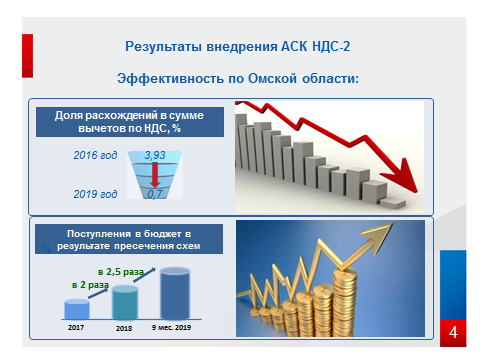 Результаты внедрения АСК НДС-2
Эффективность по Омской области:
Доля расхождений в сумме
вычетов по НДС, %
2016 год 3,93
2019 год 0,7
Поступления в бюджет в
результате пресечения схем
в 2,5 раза
в 2 раза
2017 2018 9 мес. 2019
4